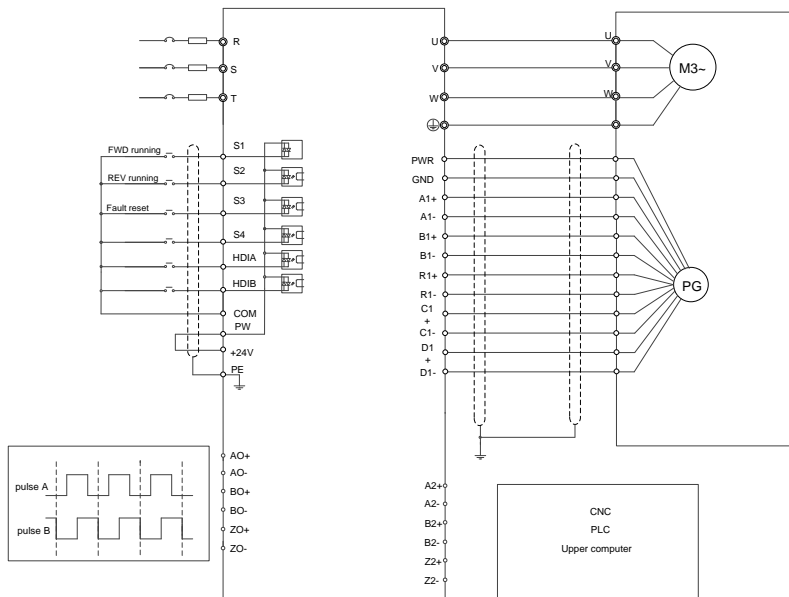 R
S
T
U
V
W
U
V
W
M3~
FWD running
REV running
Fault reset
S1
S2
S3
S4
HDIA
HDIB
COM
PW
+24V
PE
PWR
GND
A1+
A1-
B1+
B1-
R1+
R1-
C1
+
C1-
D1
+
D1-
PG
pulse A
pulse B
AO+
AO-
BO+
BO-
ZO+
ZO-
A2+
A2-
B2+
B2-
Z2+
Z2-
CNC
PLC
Upper computer